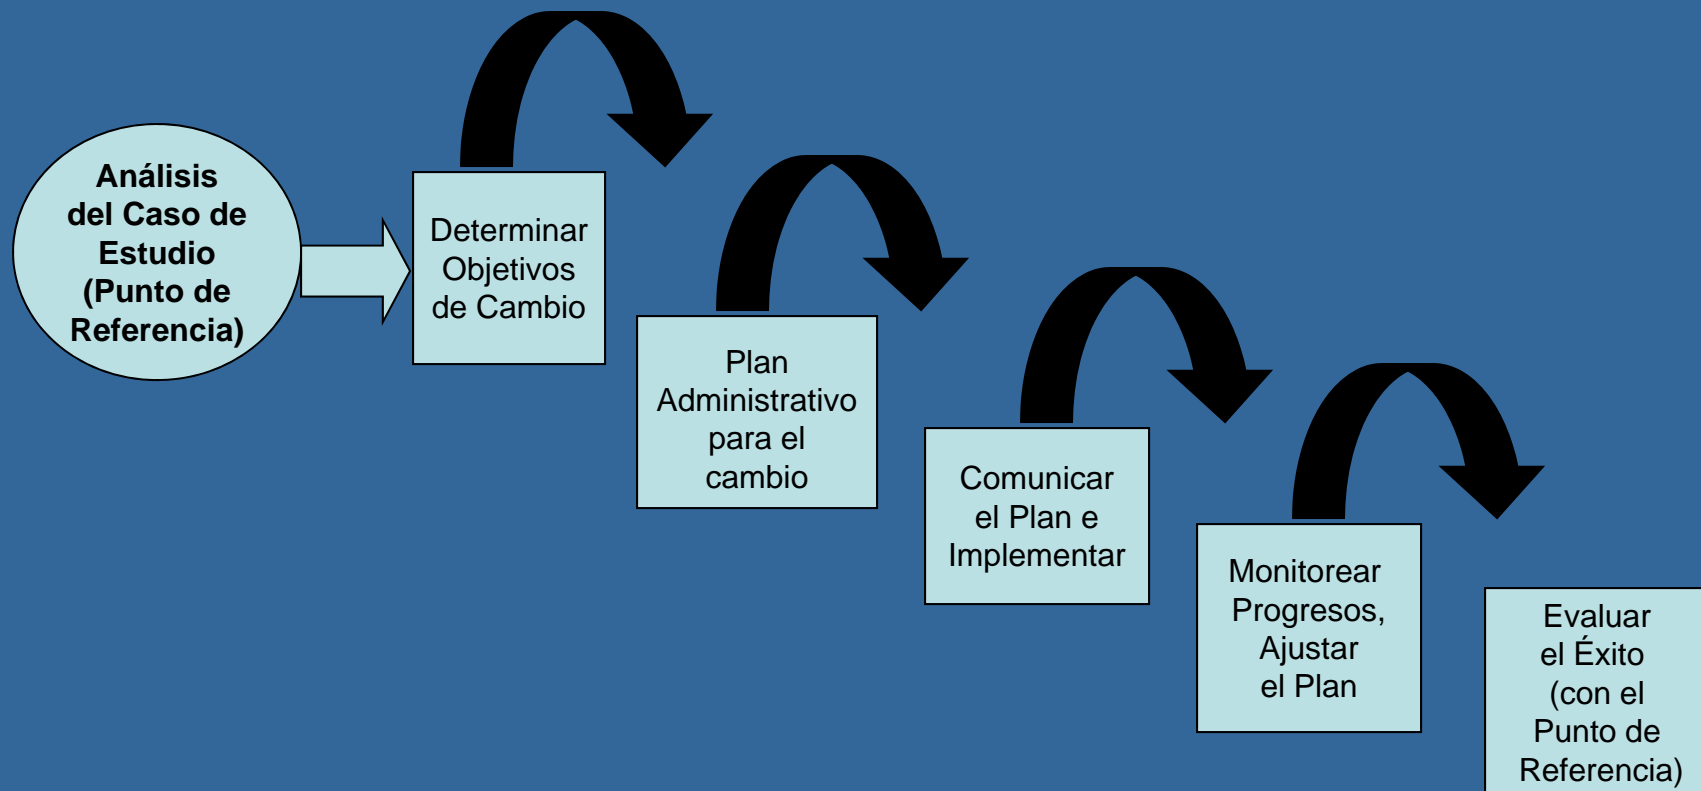 Análisis
del Caso de
Estudio
(Punto de
Referencia)
Determinar
Objetivos
de Cambio
Plan
Administrativo
para el
cambio
Comunicar
el Plan e
Implementar
Monitorear
Progresos,
Ajustar
el Plan
Evaluar
el Éxito
(con el
Punto de
Referencia)